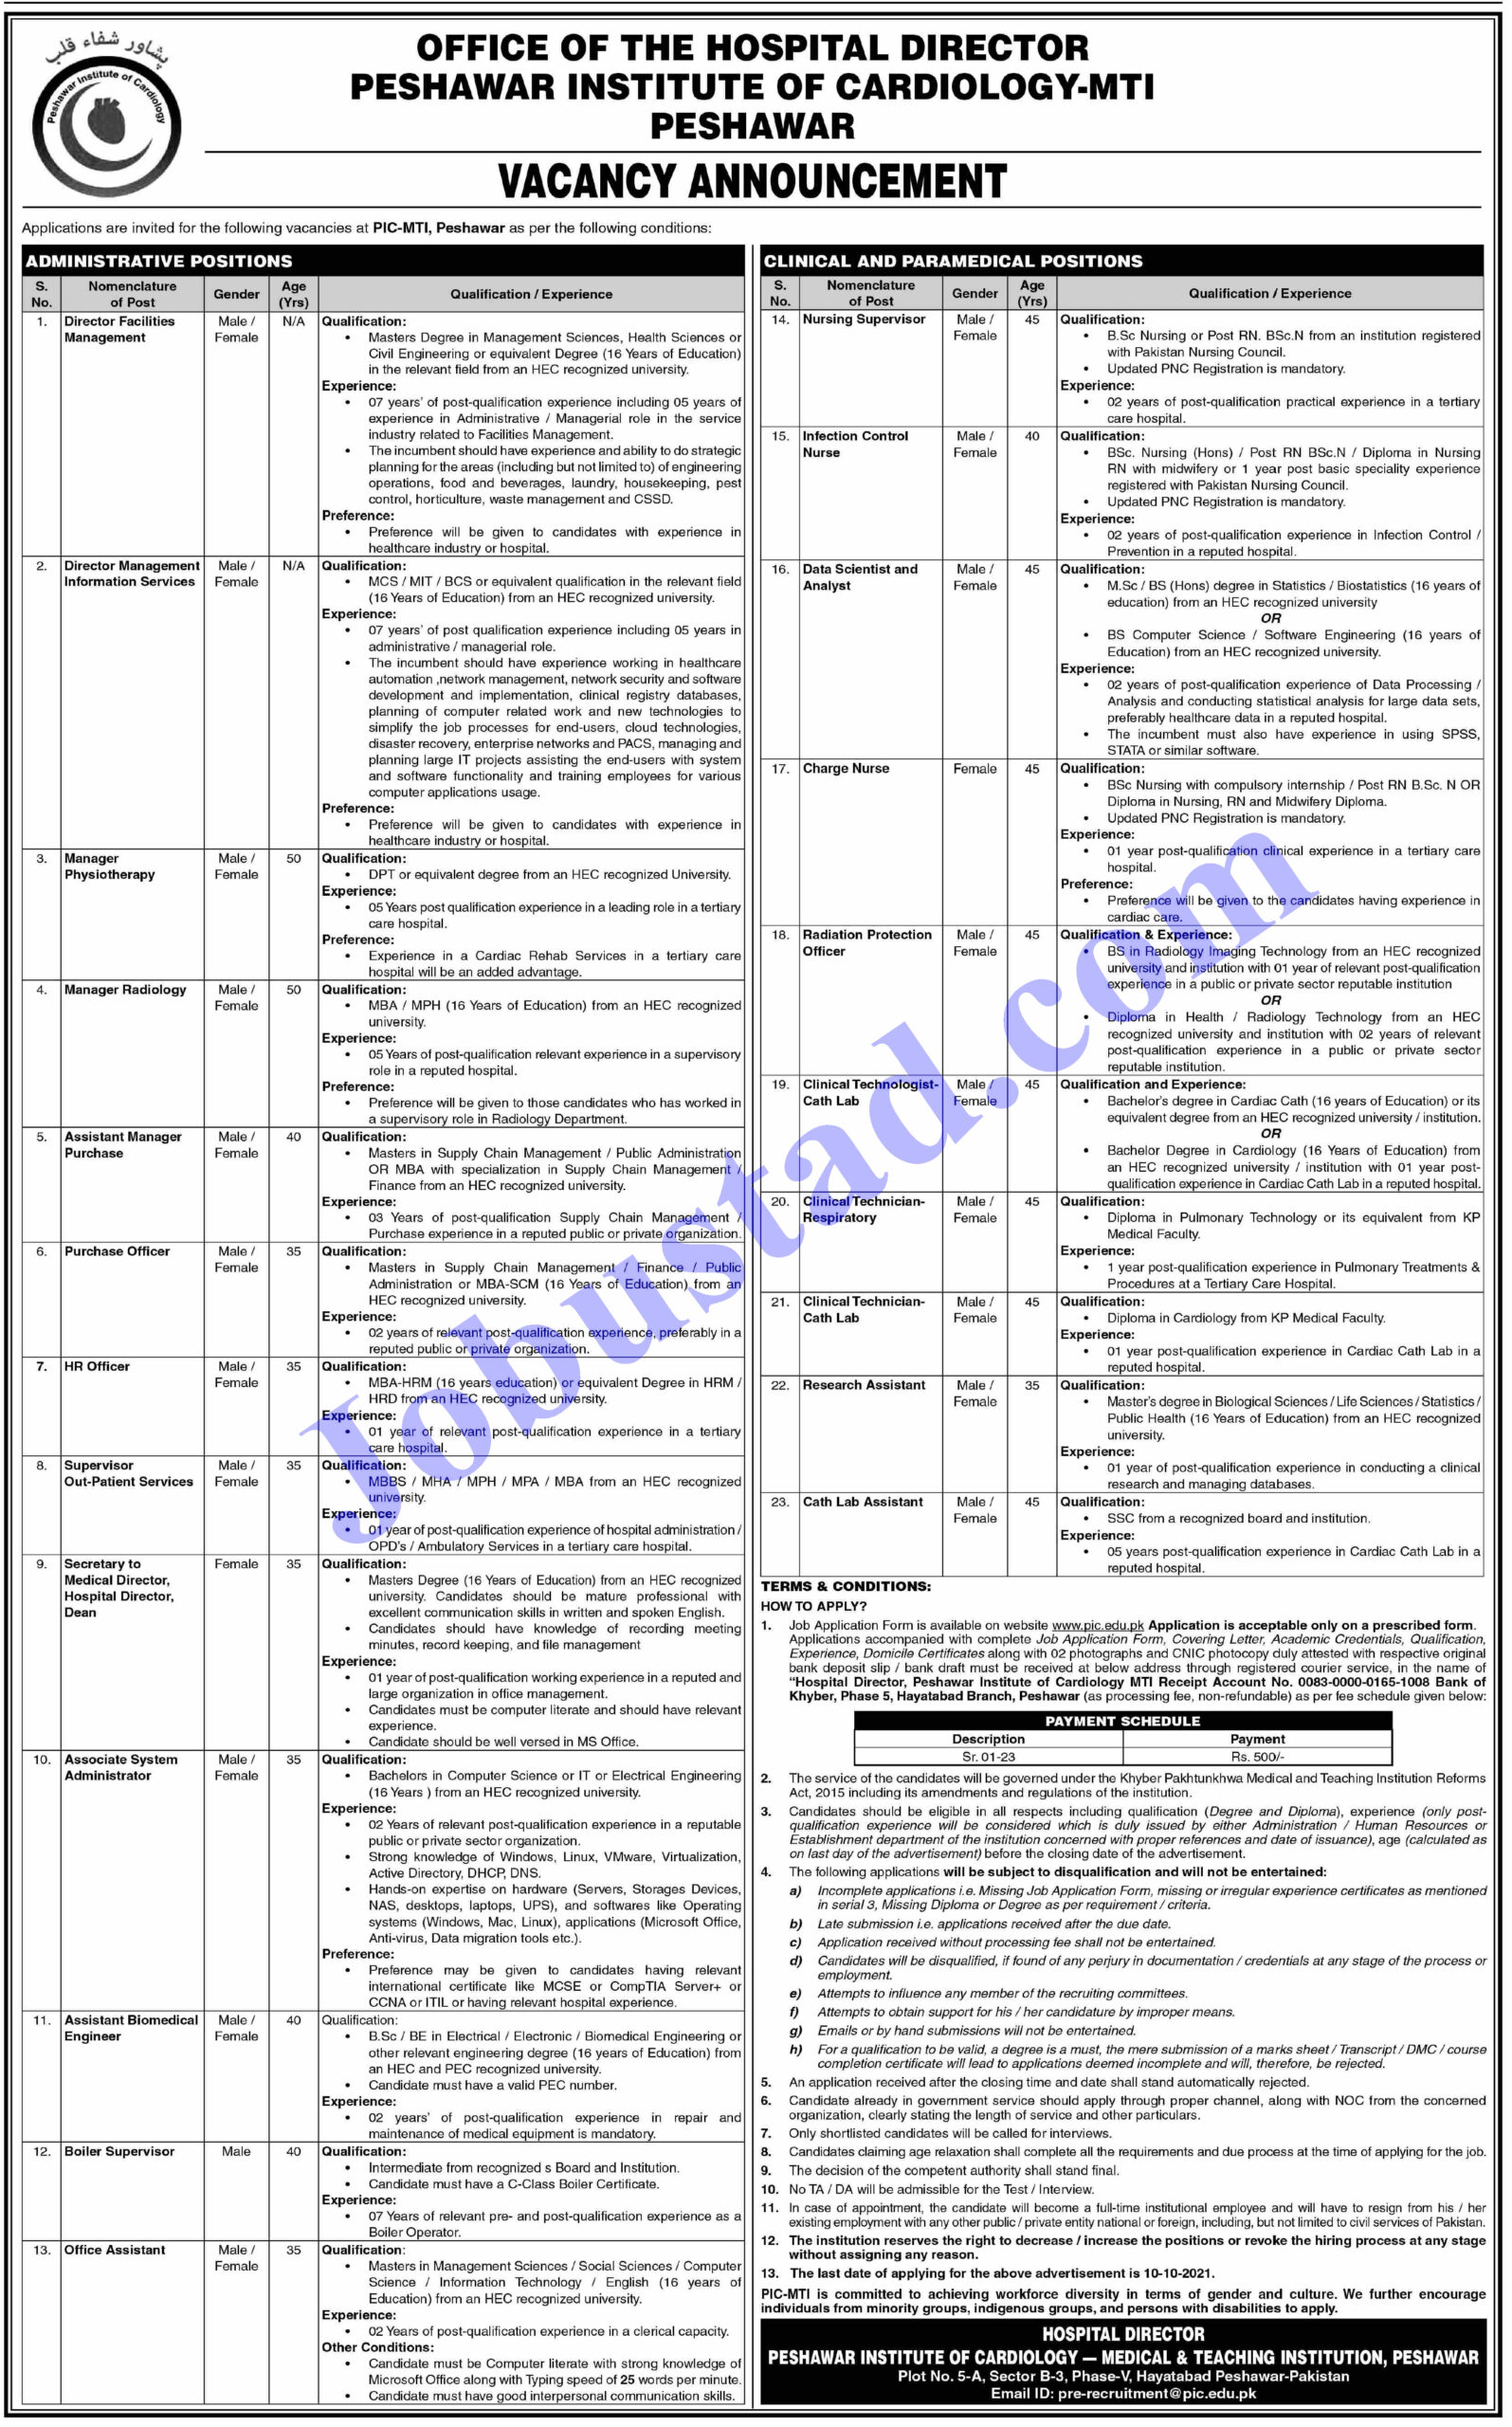 پشاور شفاء قلب
Peshawar Institute of Cardiology
OFFICE OF THE HOSPITAL DIRECTOR
PESHAWAR INSTITUTE OF CARDIOLOGY-MTI
PESHAWAR
VACANCY ANNOUNCEMENT
Applications are invited for the following vacancies at PIC-MTI, Peshawar as per the following conditions:
ADMINISTRATIVE POSITIONS
S. No. Nomenclature of Post Gender Age (Yrs) Qualification / Experience
1. Director Facilities Management Male / Female N/A Qualification:
• Masters Degree in Management Sciences, Health Sciences or
Civil Engineering or equivalent Degree (16 Years of Education)
in the relevant field from an HEC recognized university.
Experience:
• 07 years' of post-qualification experience including 05 years of
experience in Administrative / Managerial role in the service
industry related to Facilities Management.
• The incumbent should have experience and ability to do strategic
planning for the areas (including but not limited to) of engineering
operations, food and beverages, laundry, housekeeping, pest
control, horticulture, waste management and CSSD.
Preference:
• Preference will be given to candidates with experience in
healthcare industry or hospital.
2. Director Management Information Services Male / Female N/A Qualification:
• MCS / MIT / BCS or equivalent qualification in the relevant field
(16 Years of Education) from an HEC recognized university.
Experience:
• 07 years' of post qualification experience including 05 years in
administrative / managerial role.
• The incumbent should have experience working in healthcare
automation ,network management, network security and software
development and implementation, clinical registry databases,
planning of computer related work and new technologies to
simplify the job processes for end-users, cloud technologies,
disaster recovery, enterprise networks and PACS, managing and
planning large IT projects assisting the end-users with system
and software functionality and training employees for various
computer applications usage.
Preference:
• Preference will be given to candidates with experience in
healthcare industry or hospital.
3. Manager Physiotherapy Male / Female 50 Qualification:
• DPT or equivalent degree from an HEC recognized University.
Experience:
• 05 Years post qualification experience in a leading role in a tertiary
care hospital.
Preference:
• Experience in a Cardiac Rehab Services in a tertiary care
hospital will be an added advantage.
4. Manager Radiology Male / Female 50 Qualification:
• MBA / MPH (16 Years of Education) from an HEC recognized
university.
Experience:
• 05 Years of post-qualification relevant experience in a supervisory
role in a reputed hospital.
Preference:
• Preference will be given to those candidates who has worked in
a supervisory role in Radiology Department.
5. Assistant Manager Purchase Male / Female 40 Qualification:
• Masters in Supply Chain Management / Public Administration
OR MBA with specialization in Supply Chain Management /
Finance from an HEC recognized university.
Experience:
• 03 Years of post-qualification Supply Chain Management /
Purchase experience in a reputed public or private organization.
6. Purchase Officer Male / Female 35 Qualification:
• Masters in Supply Chain Management / Finance / Public
Administration or MBA-SCM (16 Years of Education) from an
HEC recognized university.
Experience:
• 02 years of relevant post-qualification experience, preferably in a
reputed public or private organization.
7. HR Officer Male / Female 35 Qualification:
• MBA-HRM (16 years education) or equivalent Degree in HRM /
HRD from an HEC recognized university.
Experience:
• 01 year of relevant post-qualification experience in a tertiary
care hospital.
8. Supervisor Out-Patient Services Male / Female 35 Qualification:
• MBBS / MHA / MPH / MPA / MBA from an HEC recognized
university.
Experience:
• 01 year of post-qualification experience of hospital administration /
OPD's / Ambulatory Services in a tertiary care hospital.
9. Secretary to Medical Director, Hospital Director, Dean Female 35 Qualification:
• Masters Degree (16 Years of Education) from an HEC recognized
university. Candidates should be mature professional with
excellent communication skills in written and spoken English.
• Candidates should have knowledge of recording meeting
minutes, record keeping, and file management
Experience:
• 01 year of post-qualification working experience in a reputed and
large organization in office management.
• Candidates must be computer literate and should have relevant
experience.
• Candidate should be well versed in MS Office.
10. Associate System Administrator Male / Female 35 Qualification:
• Bachelors in Computer Science or IT or Electrical Engineering
(16 Years ) from an HEC recognized university.
Experience:
• 02 Years of relevant post-qualification experience in a reputable
public or private sector organization.
• Strong knowledge of Windows, Linux, VMware, Virtualization,
Active Directory, DHCP, DNS.
• Hands-on expertise on hardware (Servers, Storages Devices,
NAS, desktops, laptops, UPS), and softwares like Operating
systems (Windows, Mac, Linux), applications (Microsoft Office,
Anti-virus, Data migration tools etc.).
Preference:
• Preference may be given to candidates having relevant
international certificate like MCSE or CompTIA Server+ or
CCNA or ITIL or having relevant hospital experience.
11. Assistant Biomedical Engineer Male / Female 40 Qualification:
• B.Sc / BE in Electrical / Electronic / Biomedical Engineering or
other relevant engineering degree (16 years of Education) from
an HEC and PEC recognized university.
• Candidate must have a valid PEC number.
Experience:
• 02 years' of post-qualification experience in repair and
maintenance of medical equipment is mandatory.
12. Boiler Supervisor Male 40 Qualification:
• Intermediate from recognized s Board and Institution.
• Candidate must have a C-Class Boiler Certificate.
Experience:
• 07 Years of relevant pre- and post-qualification experience as a
Boiler Operator.
13. Office Assistant Male / Female 35 Qualification:
• Masters in Management Sciences / Social Sciences / Computer
Science / Information Technology / English (16 years of
Education) from an HEC recognized university.
Experience:
• 02 Years of post-qualification experience in a clerical capacity.
Other Conditions:
• Candidate must be Computer literate with strong knowledge of
Microsoft Office along with Typing speed of 25 words per minute.
• Candidate must have good interpersonal communication skills.
CLINICAL AND PARAMEDICAL POSITIONS
S. No. Nomenclature of Post Gender Age (Yrs) Qualification / Experience
14. Nursing Supervisor Male / Female 45 Qualification:
• B.Sc Nursing or Post RN. BSc.N from an institution registered
with Pakistan Nursing Council.
• Updated PNC Registration is mandatory.
Experience:
• 02 years of post-qualification practical experience in a tertiary
care hospital.
15. Infection Control Nurse Male / Female 40 Qualification:
• BSc. Nursing (Hons) / Post RN BSc.N / Diploma in Nursing
RN with midwifery or 1 year post basic speciality experience
registered with Pakistan Nursing Council.
• Updated PNC Registration is mandatory.
Experience:
• 02 years of post-qualification experience in Infection Control /
Prevention in a reputed hospital.
16. Data Scientist and Analyst Male / Female 45 Qualification:
• M.Sc / BS (Hons) degree in Statistics / Biostatistics (16 years of
education) from an HEC recognized university
OR
• BS Computer Science / Software Engineering (16 years of
Education) from an HEC recognized university.
Experience:
• 02 years of post-qualification experience of Data Processing /
Analysis and conducting statistical analysis for large data sets,
preferably healthcare data in a reputed hospital.
• The incumbent must also have experience in using SPSS,
STATA or similar software.
17. Charge Nurse Female 45 Qualification:
• BSc Nursing with compulsory internship / Post RN B.Sc. N OR
Diploma in Nursing, RN and Midwifery Diploma.
• Updated PNC Registration is mandatory.
Experience:
• 01 year post-qualification clinical experience in a tertiary care
hospital.
Preference:
• Preference will be given to the candidates having experience in
cardiac care.
18. Radiation Protection Officer Male / Female 45 Qualification & Experience:
• BS in Radiology Imaging Technology from an HEC recognized
university and institution with 01 year of relevant post-qualification
experience in a public or private sector reputable institution
OR
• Diploma in Health / Radiology Technology from an HEC
recognized university and institution with 02 years of relevant
post-qualification experience in a public or private sector
reputable institution.
19. Clinical Technologist-Cath Lab Male / Female 45 Qualification and Experience:
• Bachelor's degree in Cardiac Cath (16 years of Education) or its
equivalent degree from an HEC recognized university / institution.
OR
• Bachelor Degree in Cardiology (16 Years of Education) from
an HEC recognized university / institution with 01 year post-
qualification experience in Cardiac Cath Lab in a reputed hospital.
20. Clinical Technician-Respiratory Male / Female 45 Qualification:
• Diploma in Pulmonary Technology or its equivalent from KP
Medical Faculty.
Experience:
• 1 year post-qualification experience in Pulmonary Treatments &
Procedures at a Tertiary Care Hospital.
21. Clinical Technician-Cath Lab Male / Female 45 Qualification:
• Diploma in Cardiology from KP Medical Faculty.
Experience:
• 01 year post-qualification experience in Cardiac Cath Lab in a
reputed hospital.
22. Research Assistant Male / Female 35 Qualification:
• Master's degree in Biological Sciences / Life Sciences / Statistics /
Public Health (16 Years of Education) from an HEC recognized
university.
Experience:
• 01 year of post-qualification experience in conducting a clinical
research and managing databases.
23. Cath Lab Assistant Male / Female 45 Qualification:
• SSC from a recognized board and institution.
Experience:
• 05 years post-qualification experience in Cardiac Cath Lab in a
reputed hospital.
TERMS & CONDITIONS:
HOW TO APPLY?
1. Job Application Form is available on website www.pic.edu.pk Application is acceptable only on a prescribed form.
Applications accompanied with complete Job Application Form, Covering Letter, Academic Credentials, Qualification,
Experience, Domicile Certificates along with 02 photographs and CNIC photocopy duly attested with respective original
bank deposit slip / bank draft must be received at below address through registered courier service, in the name of
"Hospital Director, Peshawar Institute of Cardiology MTI Receipt Account No. 0083-0000-0165-1008 Bank of
Khyber, Phase 5, Hayatabad Branch, Peshawar (as processing fee, non-refundable) as per fee schedule given below:
PAYMENT SCHEDULE
Description Payment
Sr. 01-23 Rs. 500/-
2. The service of the candidates will be governed under the Khyber Pakhtunkhwa Medical and Teaching Institution Reforms
Act, 2015 including its amendments and regulations of the institution.
3. Candidates should be eligible in all respects including qualification (Degree and Diploma), experience (only post-
qualification experience will be considered which is duly issued by either Administration / Human Resources or
Establishment department of the institution concerned with proper references and date of issuance), age (calculated as
on last day of the advertisement) before the closing date of the advertisement.
4. The following applications will be subject to disqualification and will not be entertained:
a) Incomplete applications i.e. Missing Job Application Form, missing or irregular experience certificates as mentioned
in serial 3, Missing Diploma or Degree as per requirement / criteria.
b) Late submission i.e. applications received after the due date.
c) Application received without processing fee shall not be entertained.
d) Candidates will be disqualified, if found of any perjury in documentation / credentials at any stage of the process or
employment.
e) Attempts to influence any member of the recruiting committees.
f) Attempts to obtain support for his / her candidature by improper means.
g) Emails or by hand submissions will not be entertained.
h) For a qualification to be valid, a degree is a must, the mere submission of a marks sheet / Transcript / DMC / course
completion certificate will lead to applications deemed incomplete and will, therefore, be rejected.
5. An application received after the closing time and date shall stand automatically rejected.
6. Candidate already in government service should apply through proper channel, along with NOC from the concerned
organization, clearly stating the length of service and other particulars.
7. Only shortlisted candidates will be called for interviews.
8. Candidates claiming age relaxation shall complete all the requirements and due process at the time of applying for the job.
9. The decision of the competent authority shall stand final.
10. No TA / DA will be admissible for the Test / Interview.
11. In case of appointment, the candidate will become a full-time institutional employee and will have to resign from his / her
existing employment with any other public / private entity national or foreign, including, but not limited to civil services of Pakistan.
12. The institution reserves the right to decrease / increase the positions or revoke the hiring process at any stage
without assigning any reason.
13. The last date of applying for the above advertisement is 10-10-2021.
PIC-MTI is committed to achieving workforce diversity in terms of gender and culture. We further encourage
individuals from minority groups, indigenous groups, and persons with disabilities to apply.
HOSPITAL DIRECTOR
PESHAWAR INSTITUTE OF CARDIOLOGY — MEDICAL & TEACHING INSTITUTION, PESHAWAR
Plot No. 5-A, Sector B-3, Phase-V, Hayatabad Peshawar-Pakistan
Email ID: pre-recruitment@pic.edu.pk
Jobustad.com